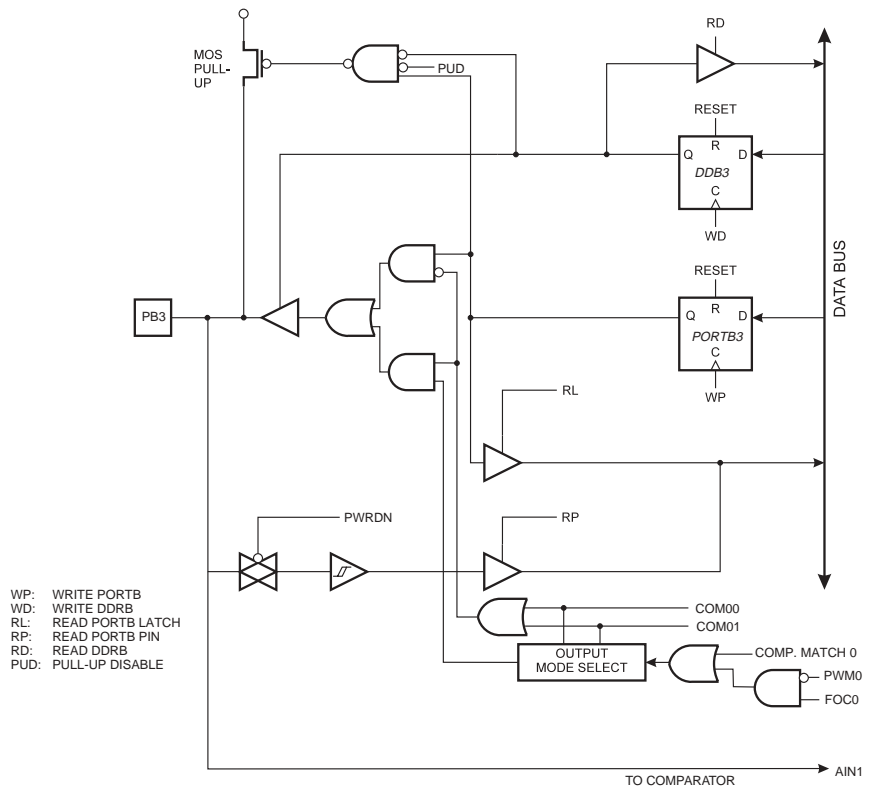 RD
MOS
PULL-
UP
PUD
RESET
R
Q
D
DDB3
C
WD
DATA BUS
RESET
R
Q
D
PORTB3
C
WP
PB3
RL
PWRDN
RP
WP: WRITE PORTB
WD: WRITE DDRB
RL: READ PORTB LATCH
RP: READ PORTB PIN
RD: READ DDRB
PUD: PULL-UP DISABLE
COM00
COM01
OUTPUT
MODE SELECT
COMP. MATCH 0
PWM0
FOC0
TO COMPARATOR
AIN1